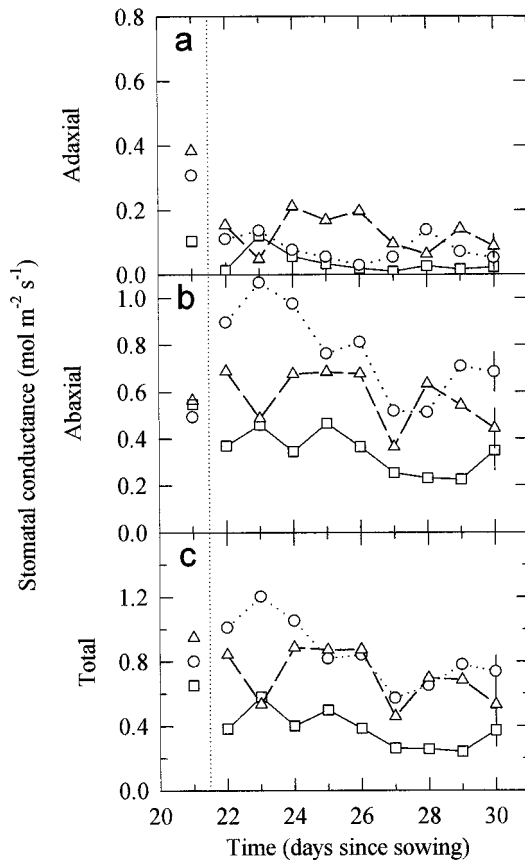 a
0.8
0.6
0.4
0.2
0.0
Adaxial
b
1.0
0.8
0.6
0.4
0.2
0.0
Abaxial
Stomatal conductance (mol m⁻² s⁻¹)
c
1.2
0.8
0.4
0.0
Total
22 24 26 28 30
Time (days since sowing)